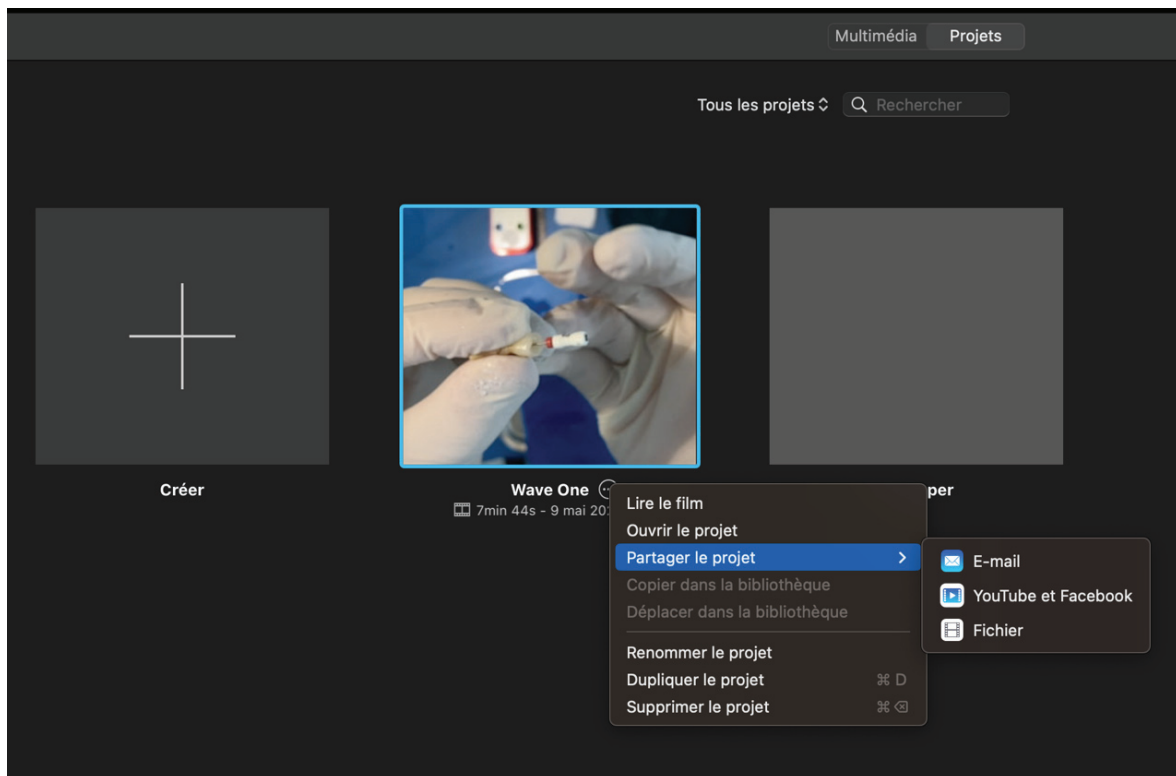 Multimédia Projets
Tous les projets Rechercher
Créer
Wave One
7min 44s - 9 mai
Lire le film
Ouvrir le projet
Partager le projet
Copier dans la bibliothèque
Déplacer dans la bibliothèque
Renommer le projet
Dupliquer le projet ⌘ D
Supprimer le projet ⌘ ⌫
E-mail
YouTube et Facebook
Fichier